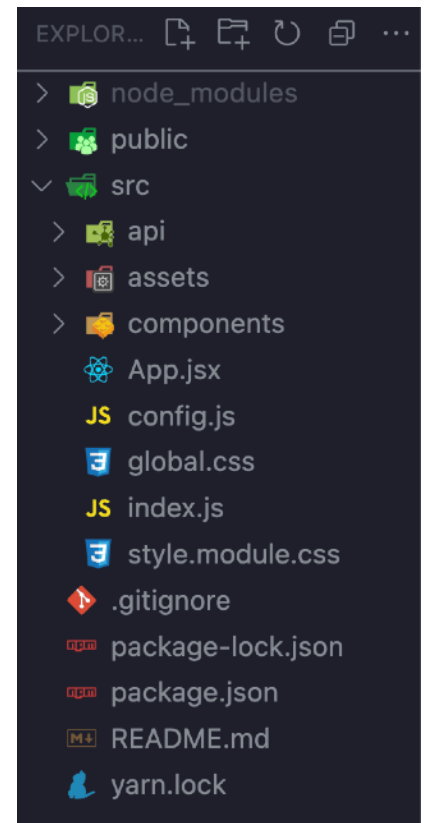 EXPLOR...
node_modules
public
src
api
assets
components
App.jsx
JS config.js
global.css
JS index.js
style.module.css
.gitignore
package-lock.json
package.json
M↓ README.md
yarn.lock